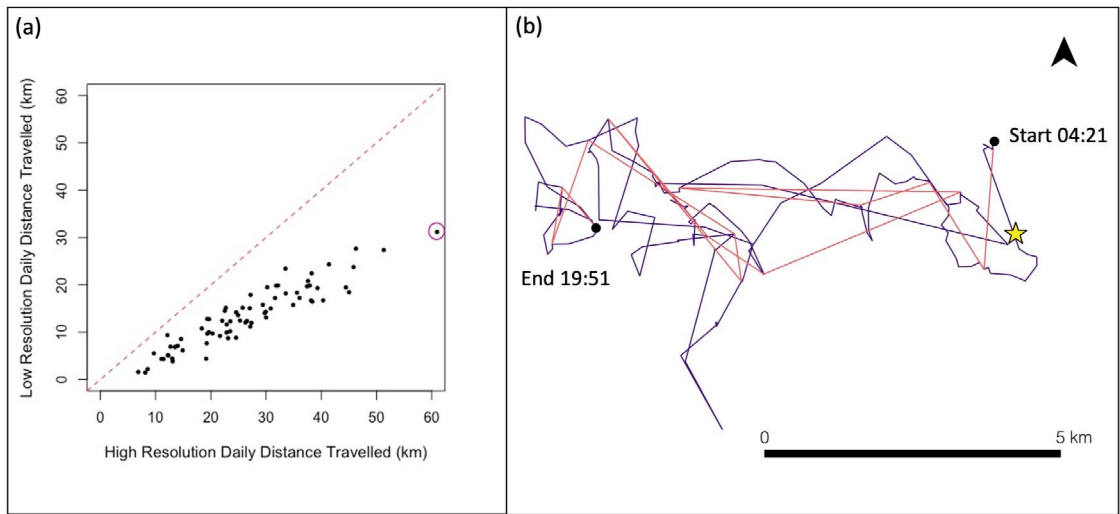 (a)
Low Resolution Daily Distance Travelled (km)
60
50
40
30
20
10
0
0 10 20 30 40 50 60
High Resolution Daily Distance Travelled (km)
(b)
Start 04:21
End 19:51
0 5 km